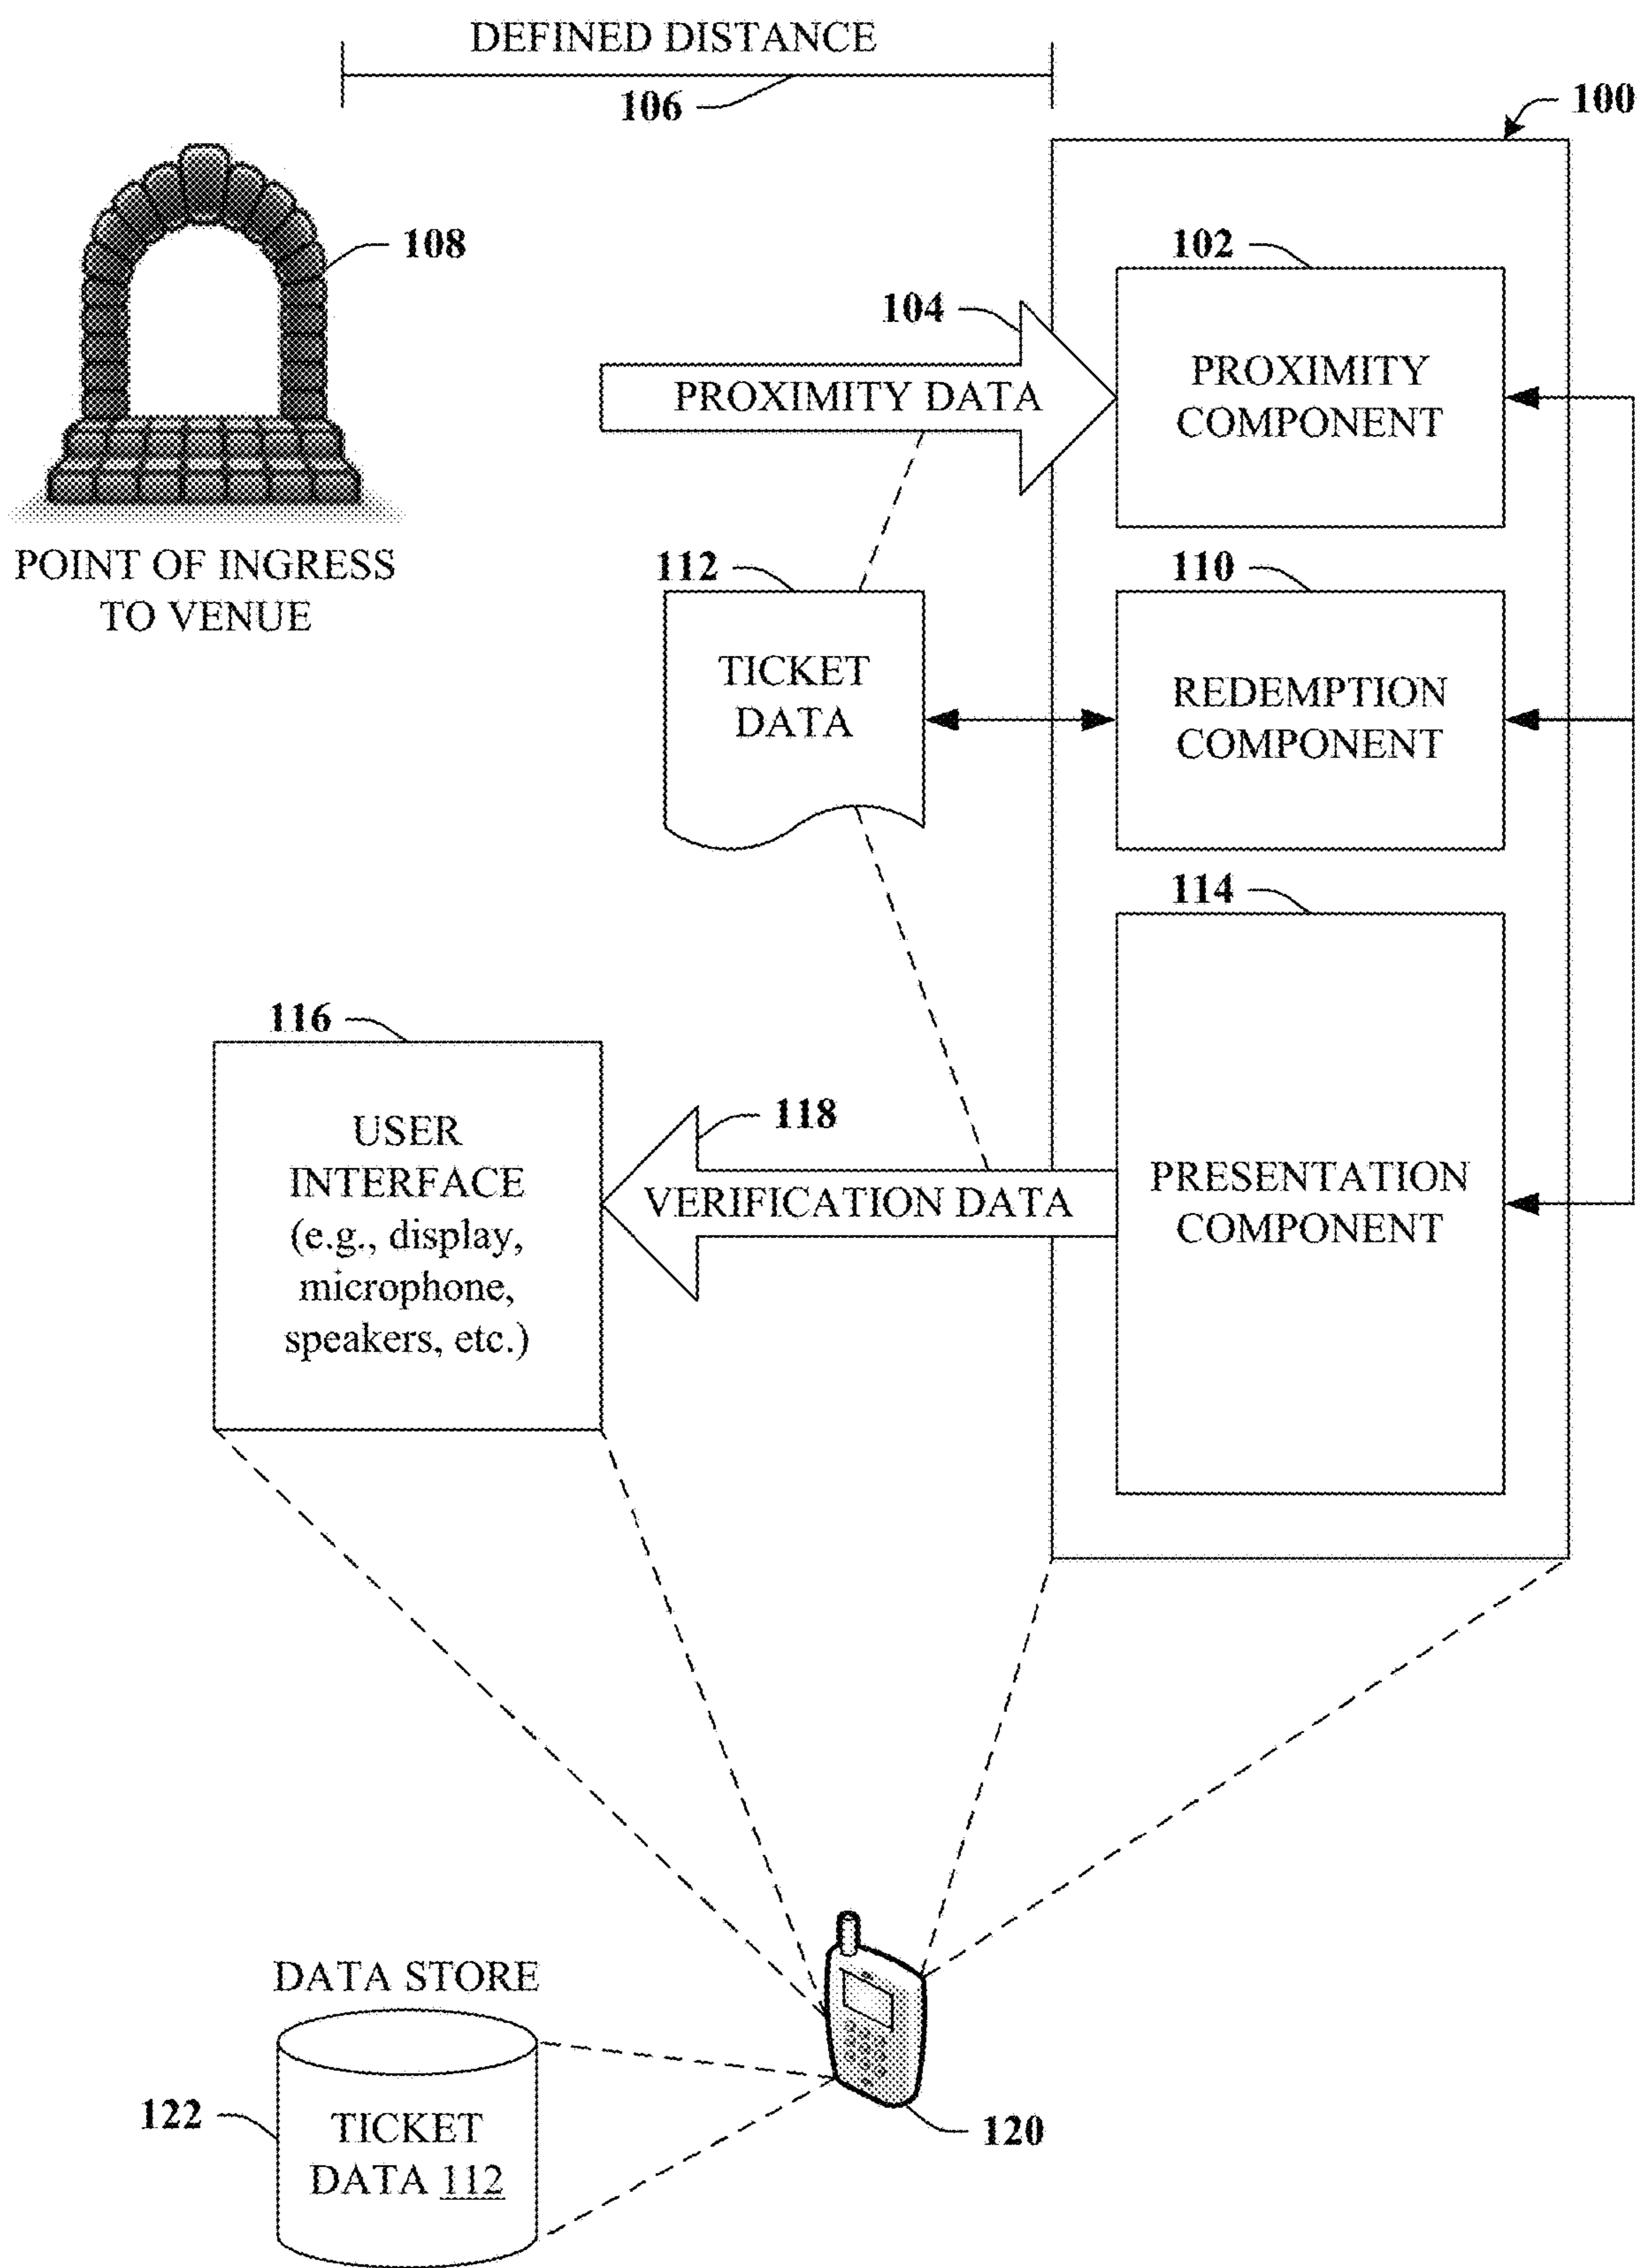 DEFINED DISTANCE
106
100
108
102
104
PROXIMITY DATA
PROXIMITY
COMPONENT
POINT OF INGRESS
TO VENUE
112
110
TICKET
DATA
REDEMPTION
COMPONENT
114
116
118
USER
INTERFACE
(e.g., display,
microphone,
speakers, etc.)
VERIFICATION DATA
PRESENTATION
COMPONENT
DATA STORE
122
TICKET
DATA 112
120